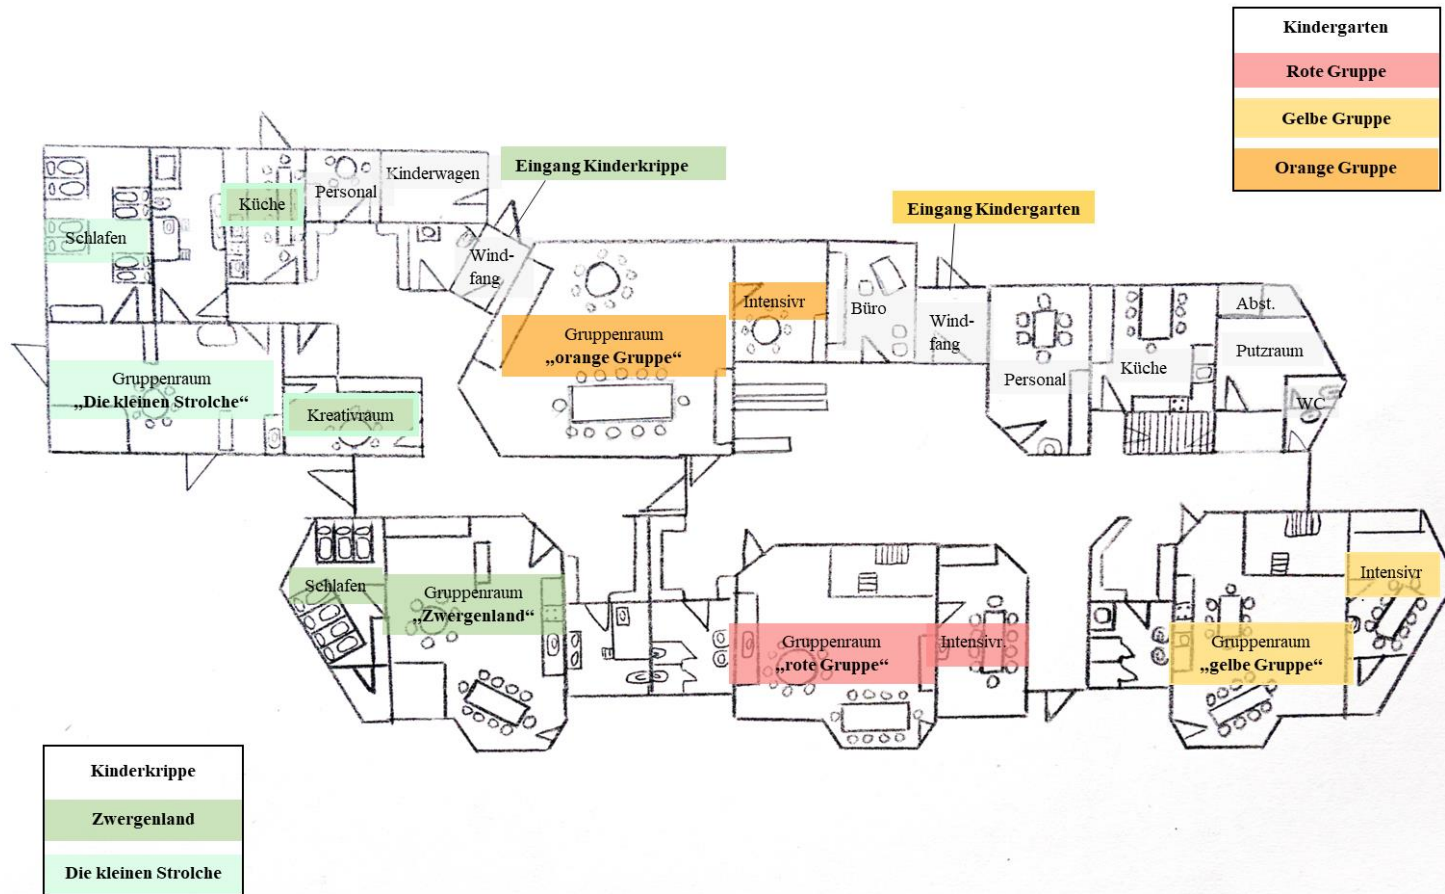 Kindergarten
Rote Gruppe
Gelbe Gruppe
Orange Gruppe
Eingang Kinderkrippe
Kinderwagen
Personal
Küche
Schlafen
Wind-
fang
Eingang Kindergarten
Intensivr
Büro
Wind-
fang
Abst.
Gruppenraum
„orange Gruppe“
Putzraum
Küche
Personal
WC
Gruppenraum
„Die kleinen Strolche“
Kreativraum
Schlafen
Gruppenraum
„Zwergenland“
Gruppenraum
„rote Gruppe“
Intensivr.
Gruppenraum
„gelbe Gruppe“
Intensivr
Kinderkrippe
Zwergenland
Die kleinen Strolche